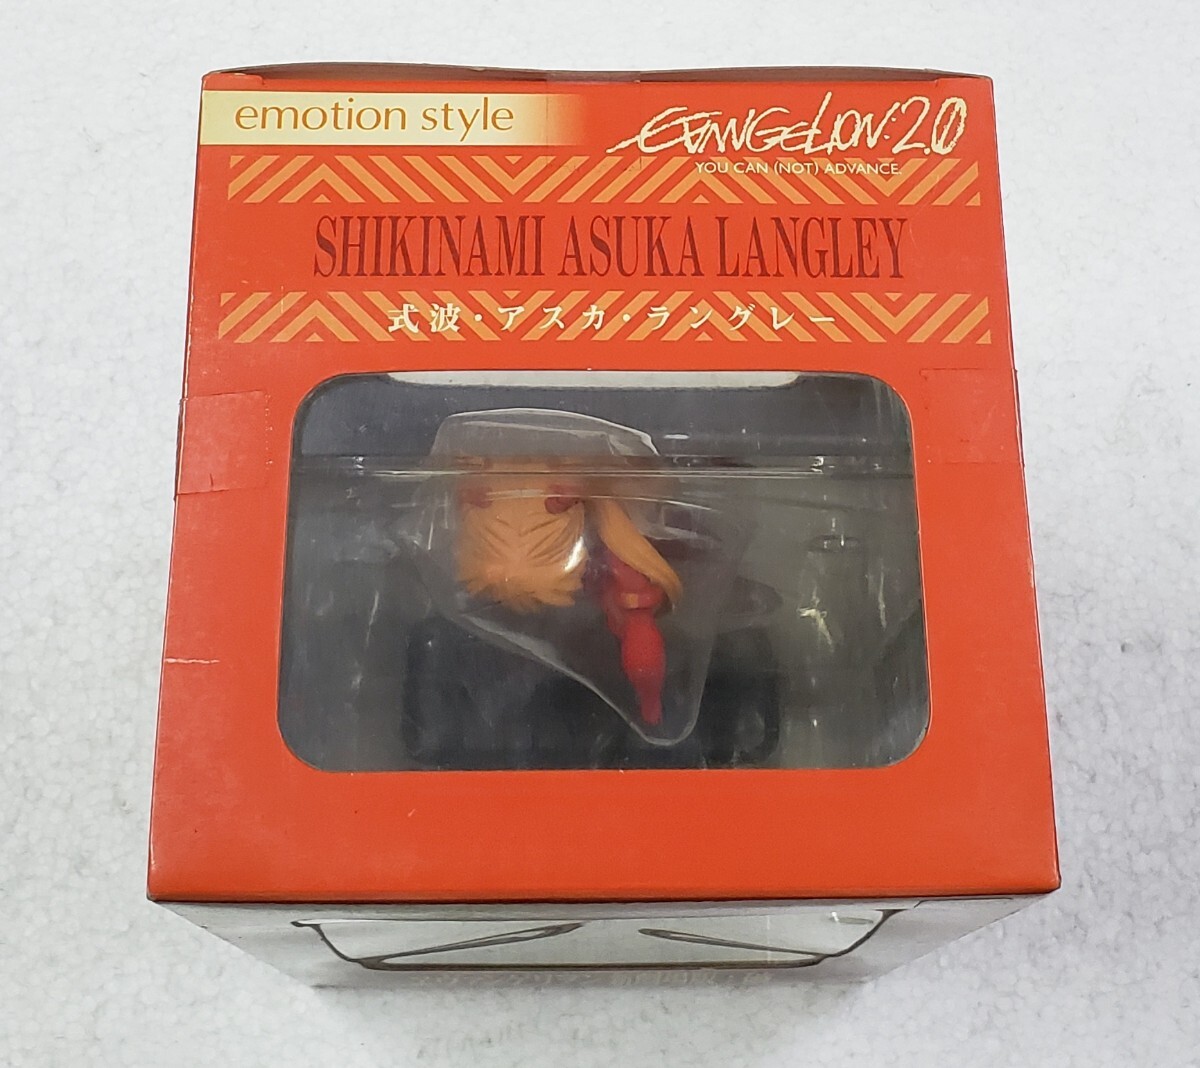 emotion style
EVANGELION:2.0
YOU CAN (NOT) ADVANCE.
SHIKINAMI ASUKA LANGLEY
式波・アスカ・ラングレー